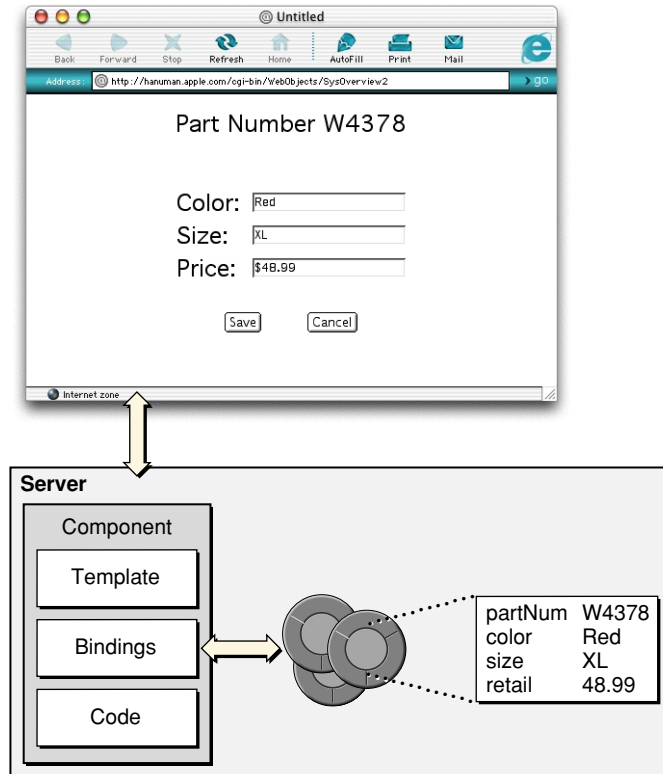 Untitled
Back Forward Stop Refresh Home AutoFill Print Mail
Address: http://hanuman.apple.com/cgi-bin/WebObjects/SysOverview2 go
Part Number W4378
Color: Red
Size: XL
Price: $48.99
Save Cancel
Internet zone
Server
Component
Template
Bindings
Code
partNum W4378
color Red
size XL
retail 48.99